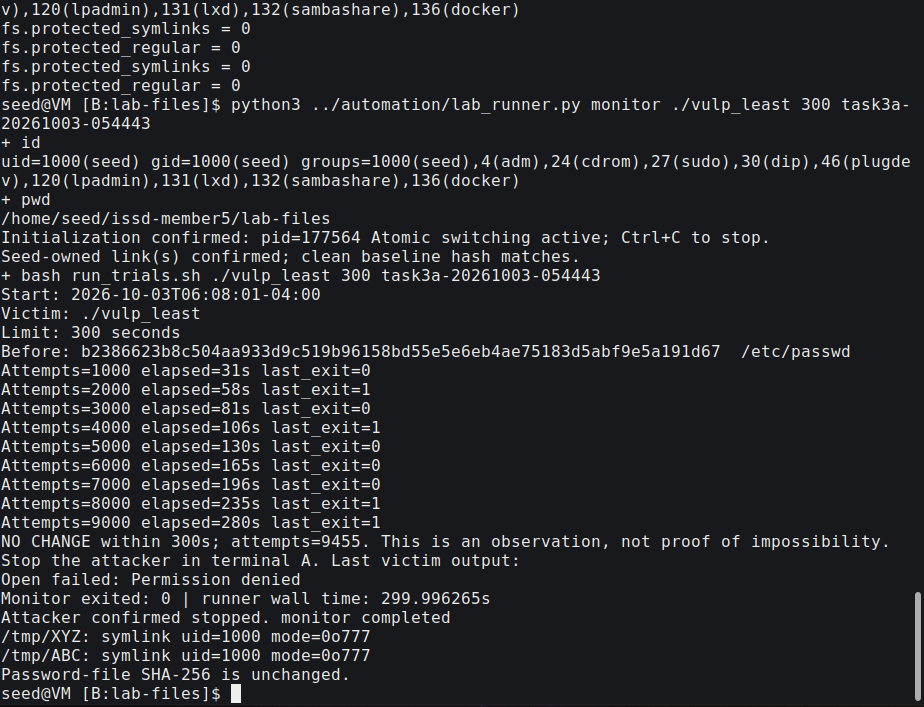 v),120(lpadmin),131(lxd),132(sambashare),136(docker)
fs.protected_symlinks = 0
fs.protected_regular = 0
fs.protected_symlinks = 0
fs.protected_regular = 0
seed@VM [B:lab-files]$ python3 ../automation/lab_runner.py monitor ./vulp_least 300 task3a-
20261003-054443
+ id
uid=1000(seed) gid=1000(seed) groups=1000(seed),4(adm),24(cdrom),27(sudo),30(dip),46(plugde
v),120(lpadmin),131(lxd),132(sambashare),136(docker)
+ pwd
/home/seed/issd-member5/lab-files
Initialization confirmed: pid=177564 Atomic switching active; Ctrl+C to stop.
Seed-owned link(s) confirmed; clean baseline hash matches.
+ bash run_trials.sh ./vulp_least 300 task3a-20261003-054443
Start: 2026-10-03T06:08:01-04:00
Victim: ./vulp_least
Limit: 300 seconds
Before: b2386623b8c504aa933d9c519b96158bd55e5e6eb4ae75183d5abf9e5a191d67  /etc/passwd
Attempts=1000 elapsed=31s last_exit=0
Attempts=2000 elapsed=58s last_exit=1
Attempts=3000 elapsed=81s last_exit=0
Attempts=4000 elapsed=106s last_exit=1
Attempts=5000 elapsed=130s last_exit=0
Attempts=6000 elapsed=165s last_exit=0
Attempts=7000 elapsed=196s last_exit=0
Attempts=8000 elapsed=235s last_exit=1
Attempts=9000 elapsed=280s last_exit=1
NO CHANGE within 300s; attempts=9455. This is an observation, not proof of impossibility.
Stop the attacker in terminal A. Last victim output:
Open failed: Permission denied
Monitor exited: 0 | runner wall time: 299.996265s
Attacker confirmed stopped. monitor completed
/tmp/XYZ: symlink uid=1000 mode=0o777
/tmp/ABC: symlink uid=1000 mode=0o777
Password-file SHA-256 is unchanged.
seed@VM [B:lab-files]$